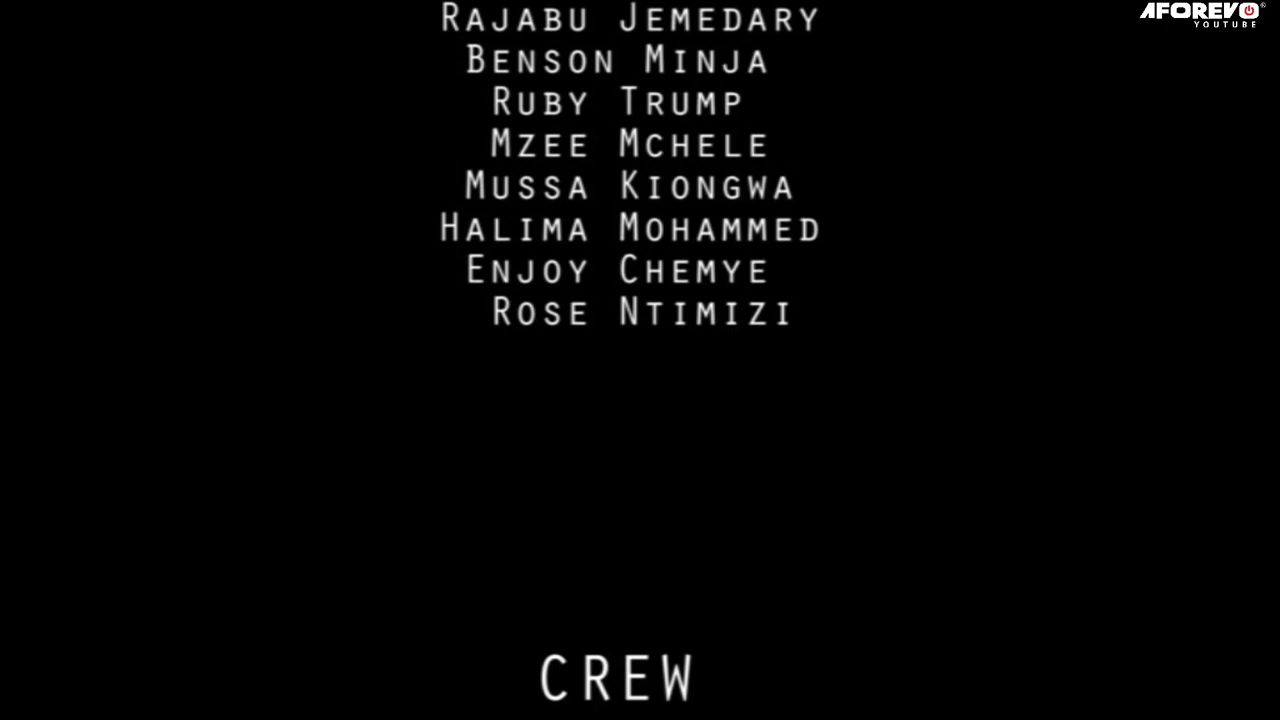 RAJABU JEMEDARY
BENSON MINJA
RUBY TRUMP
MZEE MCHELE
MUSSA KIONGWA
HALIMA MOHAMMED
ENJOY CHEMYE
ROSE NTIMIZI
CREW
AFOREVO®
YOUTUBE